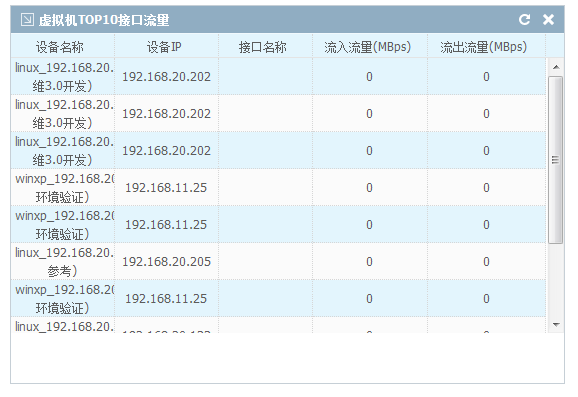 虚拟机TOP10接口流量
设备名称 设备IP 接口名称 流入流量(MBps) 流出流量(MBps)
linux_192.168.20.
维3.0开发） 192.168.20.202 0 0
linux_192.168.20.
维3.0开发） 192.168.20.202 0 0
linux_192.168.20.
维3.0开发） 192.168.20.202 0 0
winxp_192.168.20
环境验证） 192.168.11.25 0 0
winxp_192.168.20
环境验证） 192.168.11.25 0 0
linux_192.168.20.
参考） 192.168.20.205 0 0
winxp_192.168.20
环境验证） 192.168.11.25 0 0
linux_192.168.20.